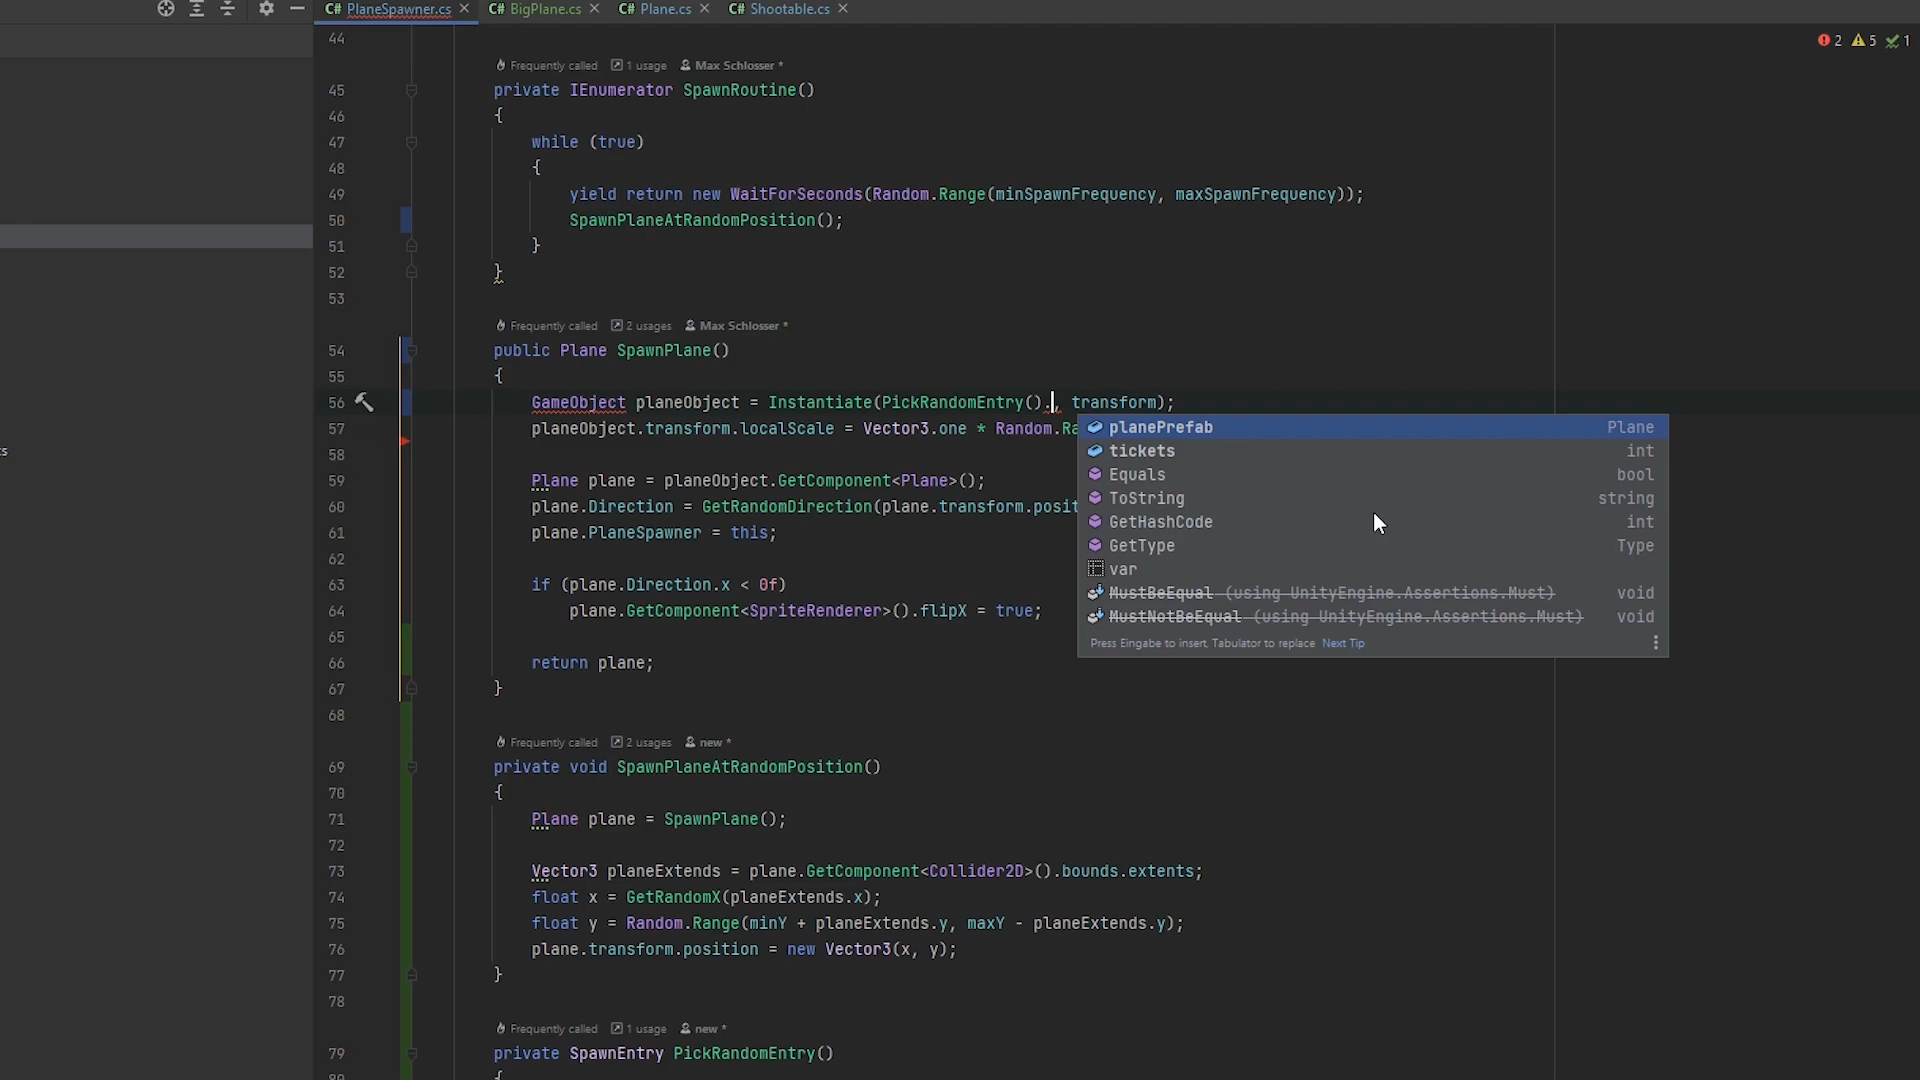 C# PlaneSpawner.cs C# BigPlane.cs C# Plane.cs C# Shootable.cs
2 5 1
44
Frequently called 1 usage Max Schlosser *
45 private IEnumerator SpawnRoutine()
46 {
47 while (true)
48 {
49 yield return new WaitForSeconds(Random.Range(minSpawnFrequency, maxSpawnFrequency));
50 SpawnPlaneAtRandomPosition();
51 }
52 }
53
Frequently called 2 usages Max Schlosser *
54 public Plane SpawnPlane()
55 {
56 GameObject planeObject = Instantiate(PickRandomEntry()., transform);
57 planeObject.transform.localScale = Vector3.one * Random.Ra
planePrefab Plane
58
tickets int
Equals bool
59 Plane plane = planeObject.GetComponent<Plane>();
ToString string
60 plane.Direction = GetRandomDirection(plane.transform.posit
GetHashCode int
61 plane.PlaneSpawner = this;
GetType Type
62
var
63 if (plane.Direction.x < 0f)
MustBeEqual (using UnityEngine.Assertions.Must) void
64 plane.GetComponent<SpriteRenderer>().flipX = true;
MustNotBeEqual (using UnityEngine.Assertions.Must) void
65
Press Eingabe to insert, Tabulator to replace Next Tip
66 return plane;
67 }
68
Frequently called 2 usages new *
69 private void SpawnPlaneAtRandomPosition()
70 {
71 Plane plane = SpawnPlane();
72
73 Vector3 planeExtends = plane.GetComponent<Collider2D>().bounds.extents;
74 float x = GetRandomX(planeExtends.x);
75 float y = Random.Range(minY + planeExtends.y, maxY - planeExtends.y);
76 plane.transform.position = new Vector3(x, y);
77 }
78
Frequently called 1 usage new *
79 private SpawnEntry PickRandomEntry()
80 {